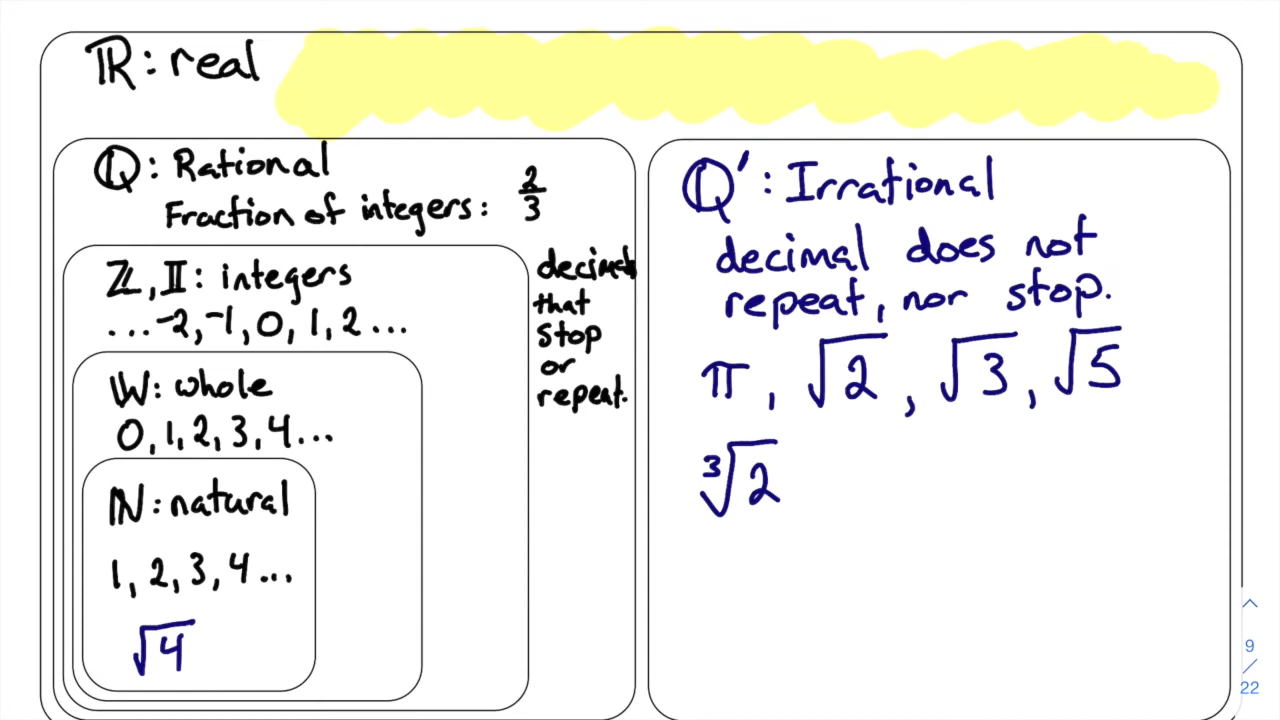 ℝ: real
ℚ: Rational
Fraction of integers: 2/3
ℤ, 𝕀: integers
...-2, -1, 0, 1, 2...
decimals
that
stop
or
repeat.
𝕎: whole
0, 1, 2, 3, 4...
ℕ: natural
1, 2, 3, 4...
√4
ℚ': Irrational
decimal does not
repeat, nor stop.
π, √2, √3, √5
∛2
9
/
22